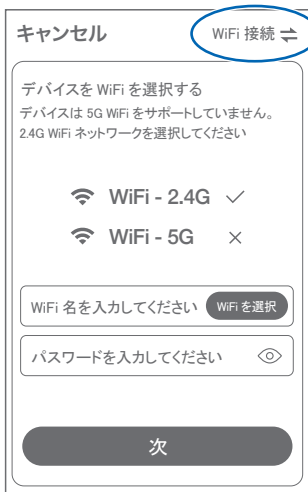 キャンセル
WiFi 接続
デバイスを WiFi を選択する
デバイスは 5G WiFi をサポートしていません。
2.4G WiFi ネットワークを選択してください
WiFi - 2.4G
WiFi - 5G
WiFi 名を入力してください WiFi を選択
パスワードを入力してください
次